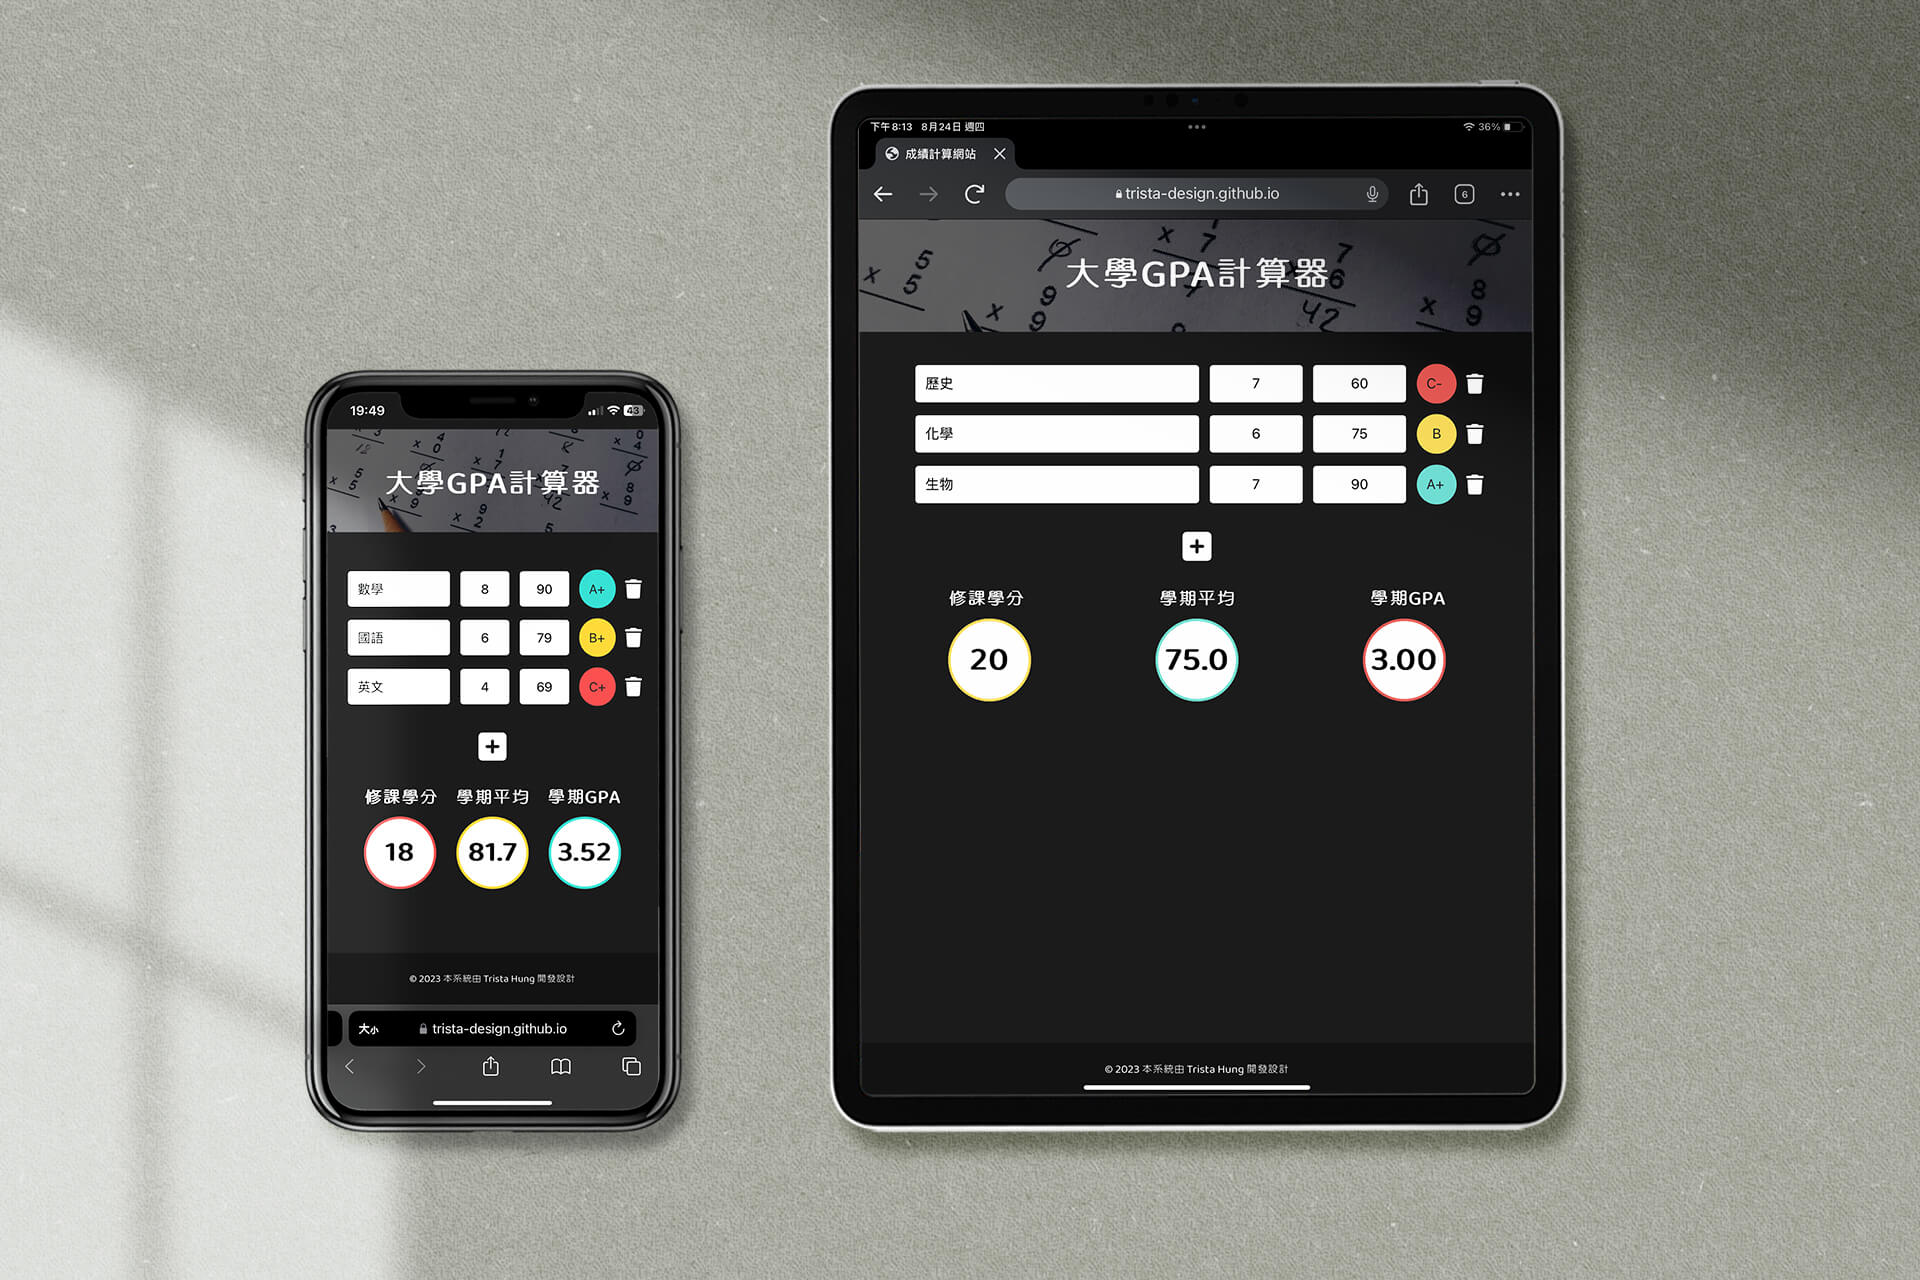 19:49
43
大學GPA計算器
數學 8 90 A+
國語 6 79 B+
英文 4 69 C+
修課學分 學期平均 學期GPA
18 81.7 3.52
© 2023 本系統由 Trista Hung 開發設計
大小 trista-design.github.io
下午8:13 8月24日 週四
36%
成績計算網站
trista-design.github.io
6
大學GPA計算器
歷史 7 60 C-
化學 6 75 B
生物 7 90 A+
修課學分 學期平均 學期GPA
20 75.0 3.00
© 2023 本系統由 Trista Hung 開發設計